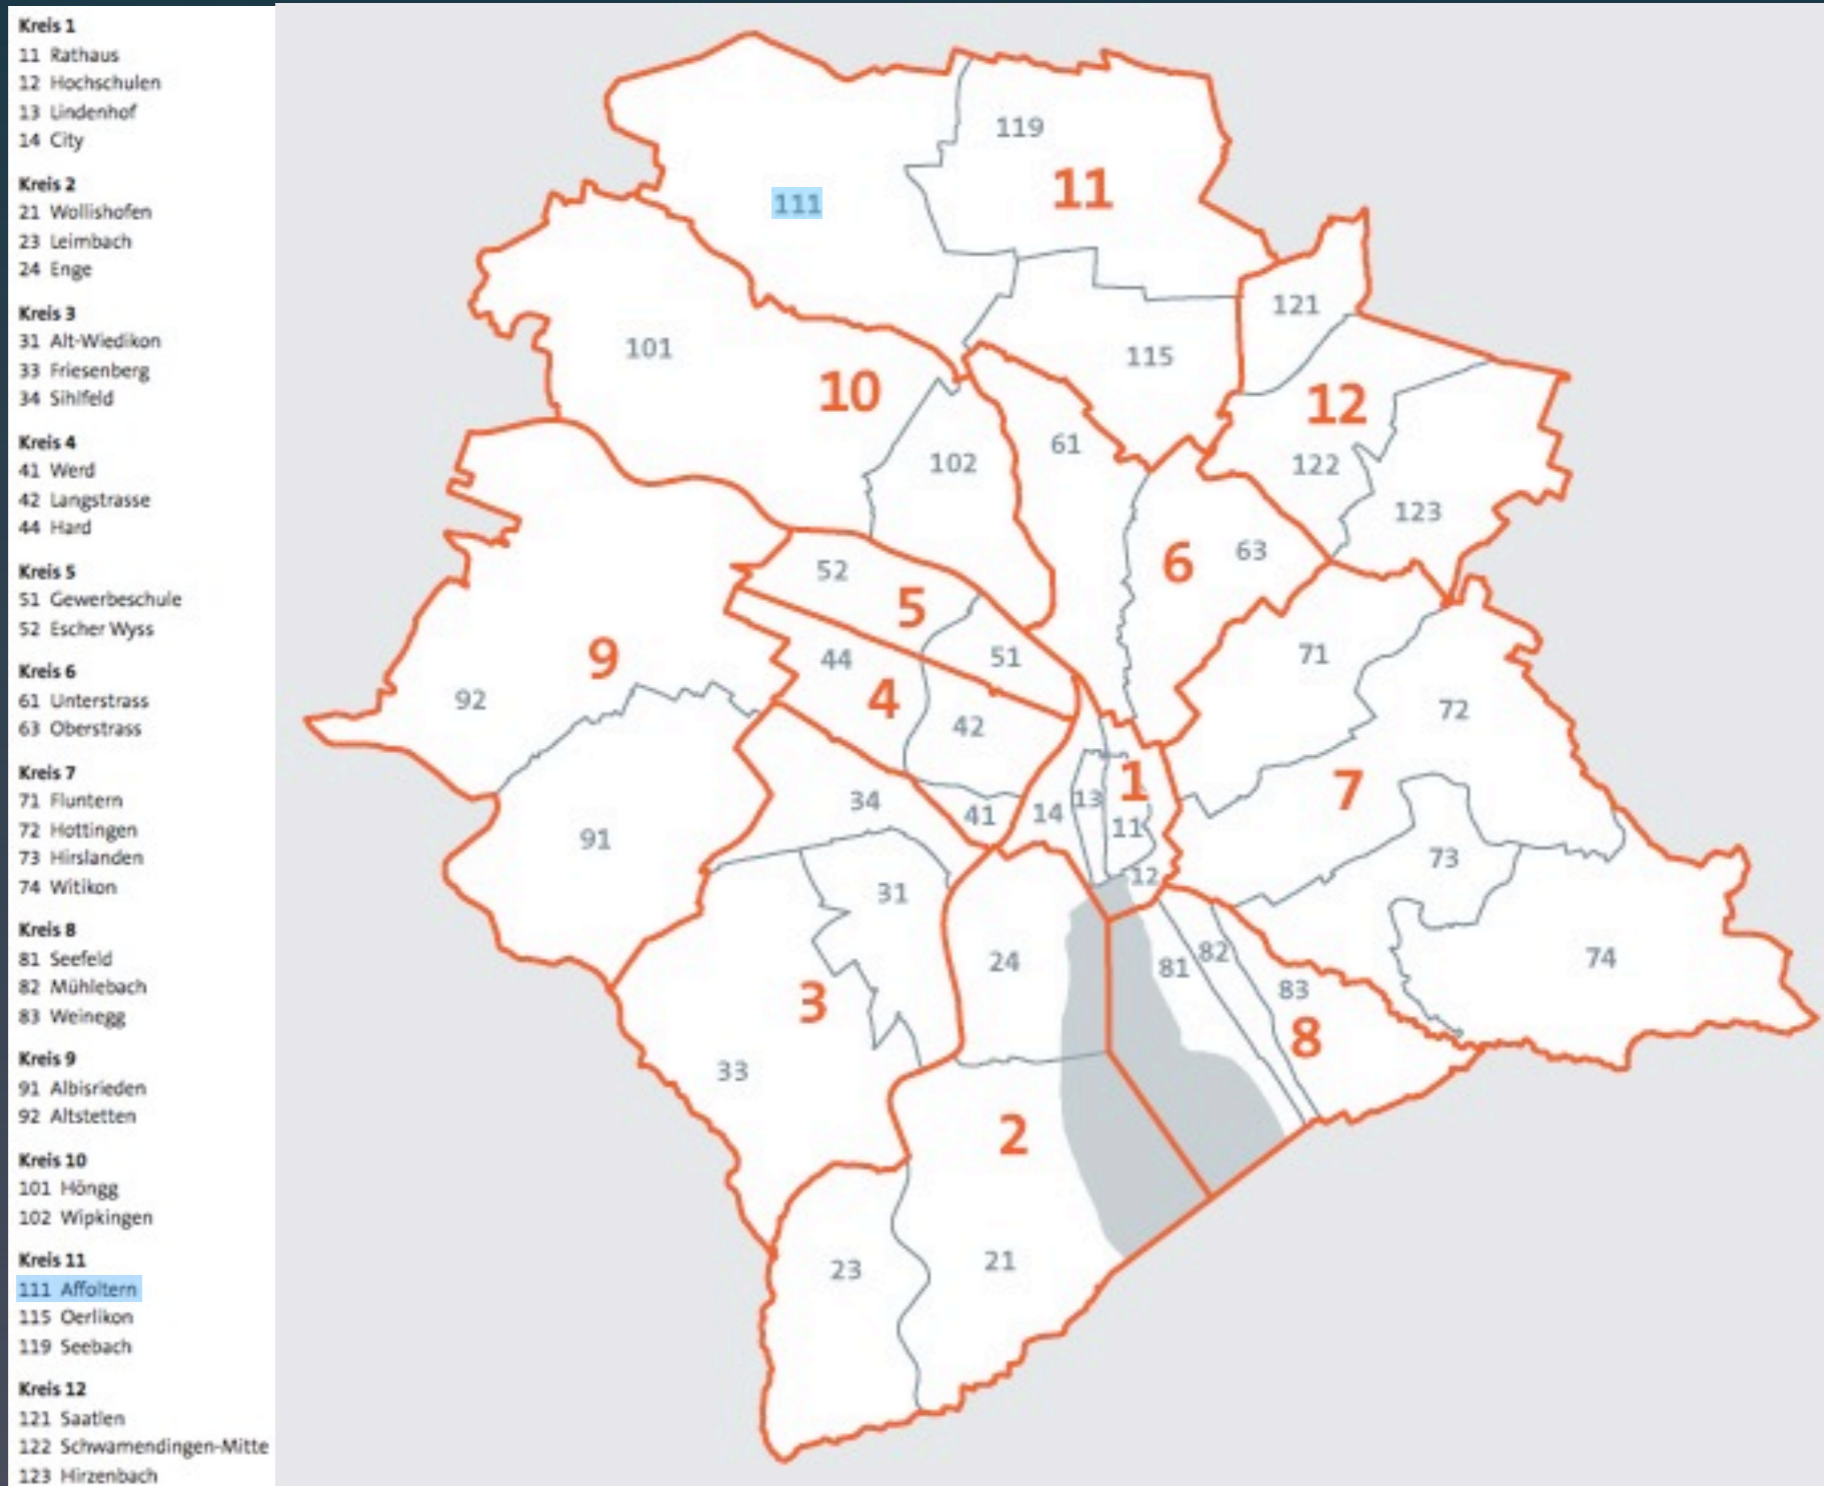 Kreis 1
11 Rathaus
12 Hochschulen
13 Lindenhof
14 City
Kreis 2
21 Wollishofen
23 Leimbach
24 Enge
Kreis 3
31 Alt-Wiedikon
33 Friesenberg
34 Sihlfeld
Kreis 4
41 Werd
42 Langstrasse
44 Hard
Kreis 5
51 Gewerbeschule
52 Escher Wyss
Kreis 6
61 Unterstrass
63 Oberstrass
Kreis 7
71 Fluntern
72 Hottingen
73 Hirslanden
74 Witikon
Kreis 8
81 Seefeld
82 Mühlebach
83 Weinegg
Kreis 9
91 Albisrieden
92 Altstetten
Kreis 10
101 Höngg
102 Wipkingen
Kreis 11
111 Affoltern
115 Oerlikon
119 Seebach
Kreis 12
121 Saatlen
122 Schwamendingen-Mitte
123 Hirzenbach
119
11
111
121
101
115
10
12
61
102
122
123
6
63
52
5
9
44
51
71
92
4
42
72
1
7
34
13
41
14
11
91
73
12
31
24
81
82
74
3
83
8
33
2
23
21